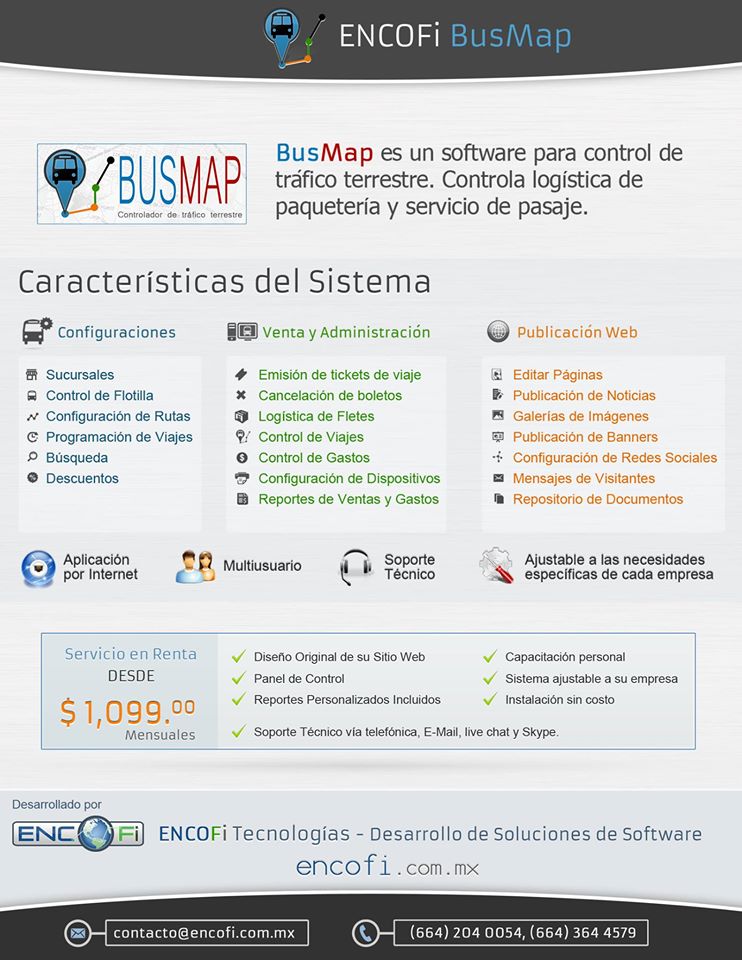 ENCOFi BusMap
BUSMAP
Controlador de tráfico terrestre
BusMap es un software para control de
tráfico terrestre. Controla logística de
paquetería y servicio de pasaje.
Características del Sistema
Configuraciones
Sucursales
Control de Flotilla
Configuración de Rutas
Programación de Viajes
Búsqueda
Descuentos
Venta y Administración
Emisión de tickets de viaje
Cancelación de boletos
Logística de Fletes
Control de Viajes
Control de Gastos
Configuración de Dispositivos
Reportes de Ventas y Gastos
Publicación Web
Editar Páginas
Publicación de Noticias
Galerías de Imágenes
Publicación de Banners
Configuración de Redes Sociales
Mensajes de Visitantes
Repositorio de Documentos
Aplicación
por Internet
Multiusuario
Soporte
Técnico
Ajustable a las necesidades
específicas de cada empresa
Servicio en Renta
DESDE
$1,099.00
Mensuales
Diseño Original de su Sitio Web
Panel de Control
Reportes Personalizados Incluidos
Capacitación personal
Sistema ajustable a su empresa
Instalación sin costo
Soporte Técnico vía telefónica, E-Mail, live chat y Skype.
Desarrollado por
ENCOFi
ENCOFi Tecnologías - Desarrollo de Soluciones de Software
encofi.com.mx
contacto@encofi.com.mx
(664) 204 0054, (664) 364 4579